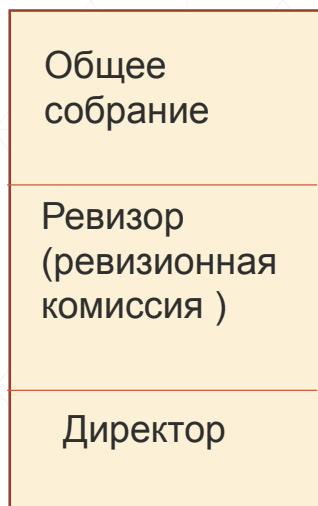 Общее
собрание
Ревизор
(ревизионная
комиссия )
Директор